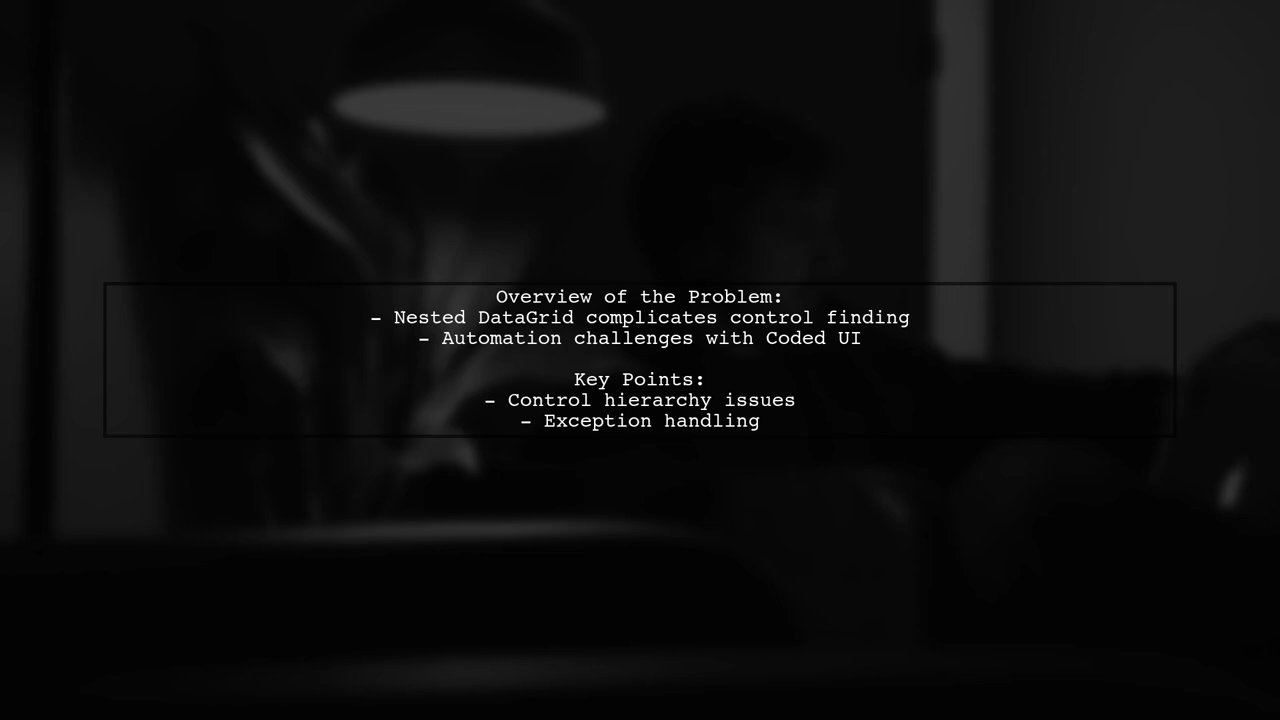 Overview of the Problem:
- Nested DataGrid complicates control finding
- Automation challenges with Coded UI
Key Points:
- Control hierarchy issues
- Exception handling